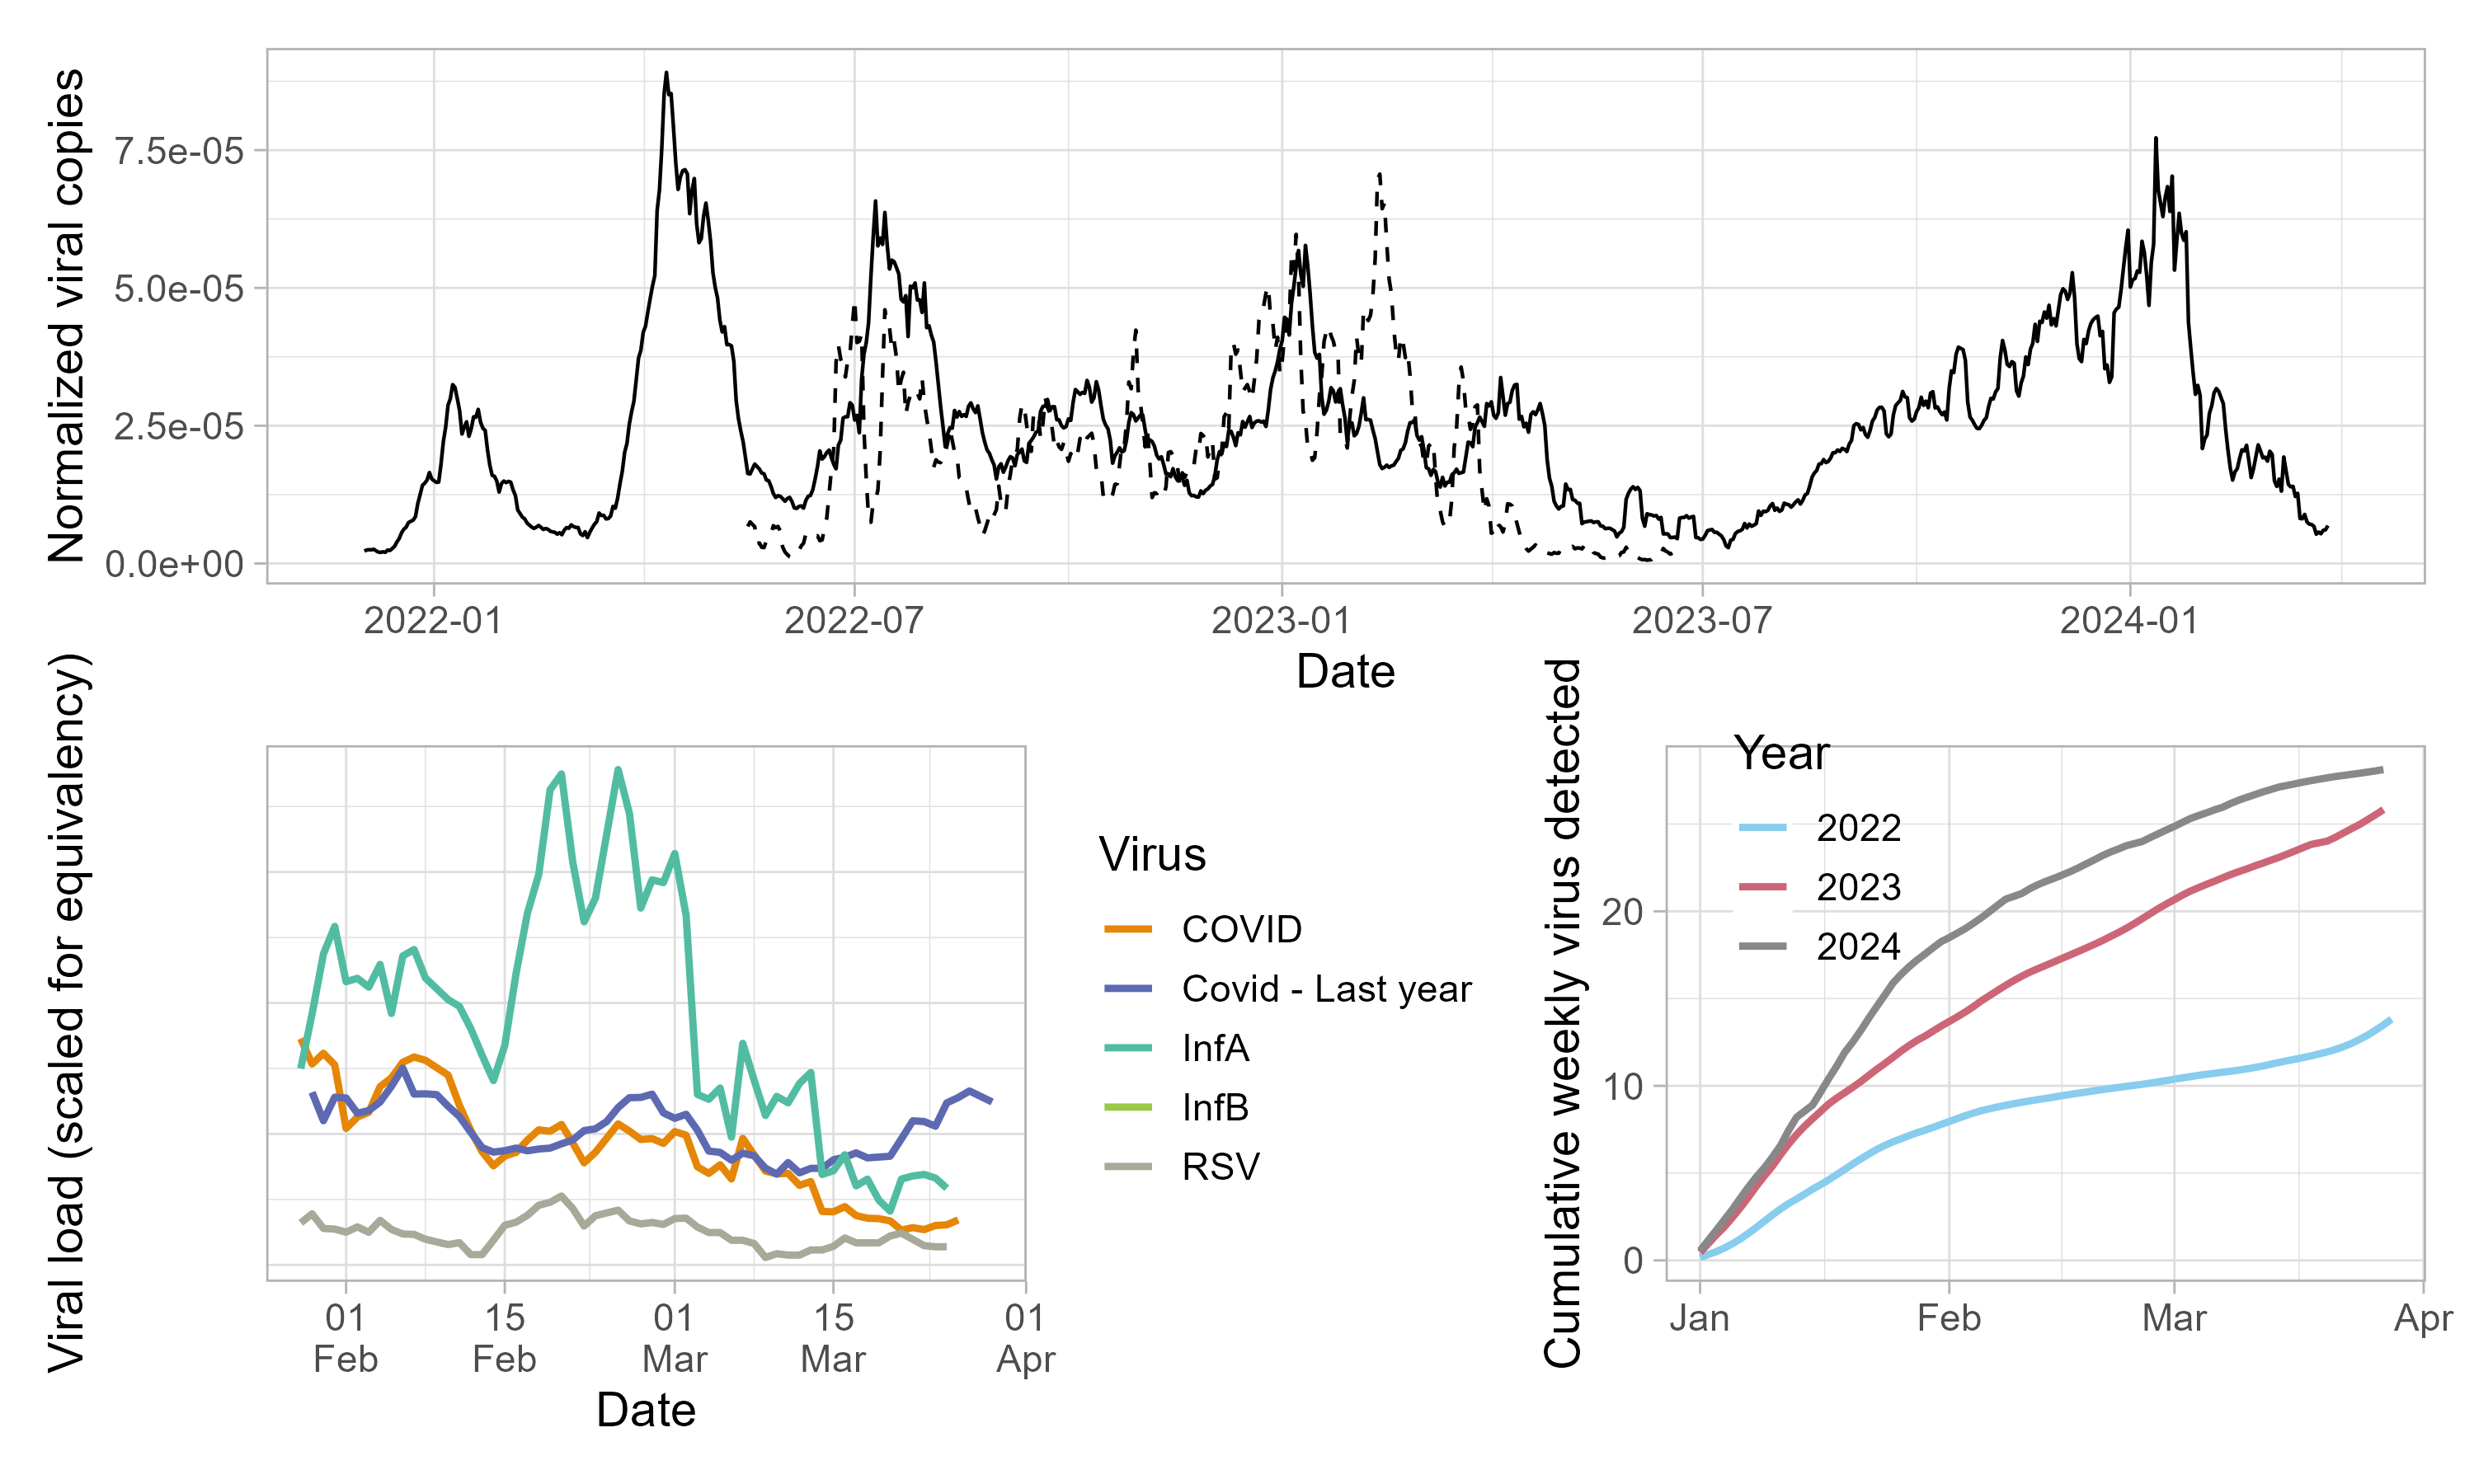 Normalized viral copies
7.5e-05
5.0e-05
2.5e-05
0.0e+00
2022-01
2022-07
2023-01
2023-07
2024-01
Date
Viral load (scaled for equivalency)
01
Feb
15
Feb
01
Mar
15
Mar
01
Apr
Date
Virus
COVID
Covid - Last year
InfA
InfB
RSV
Cumulative weekly virus detected
20
10
0
Year
2022
2023
2024
Jan
Feb
Mar
Apr